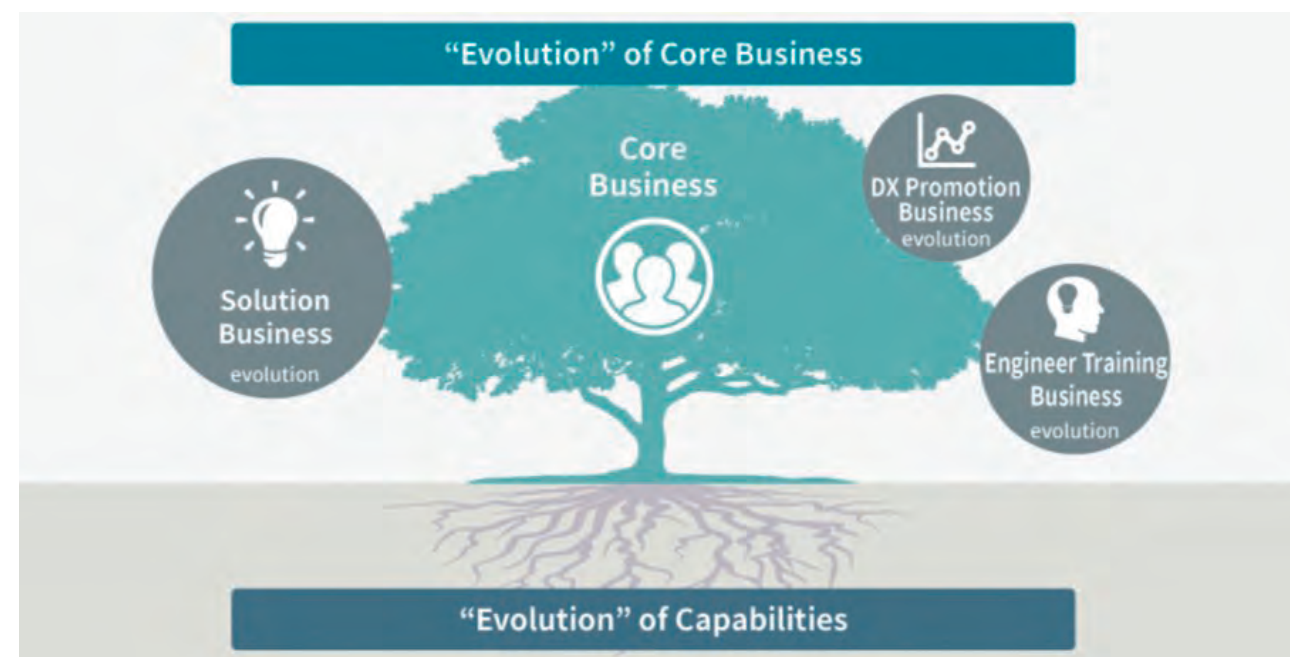 “Evolution” of Core Business
Core
Business
DX Promotion
Business
evolution
Solution
Business
evolution
Engineer Training
Business
evolution
“Evolution” of Capabilities